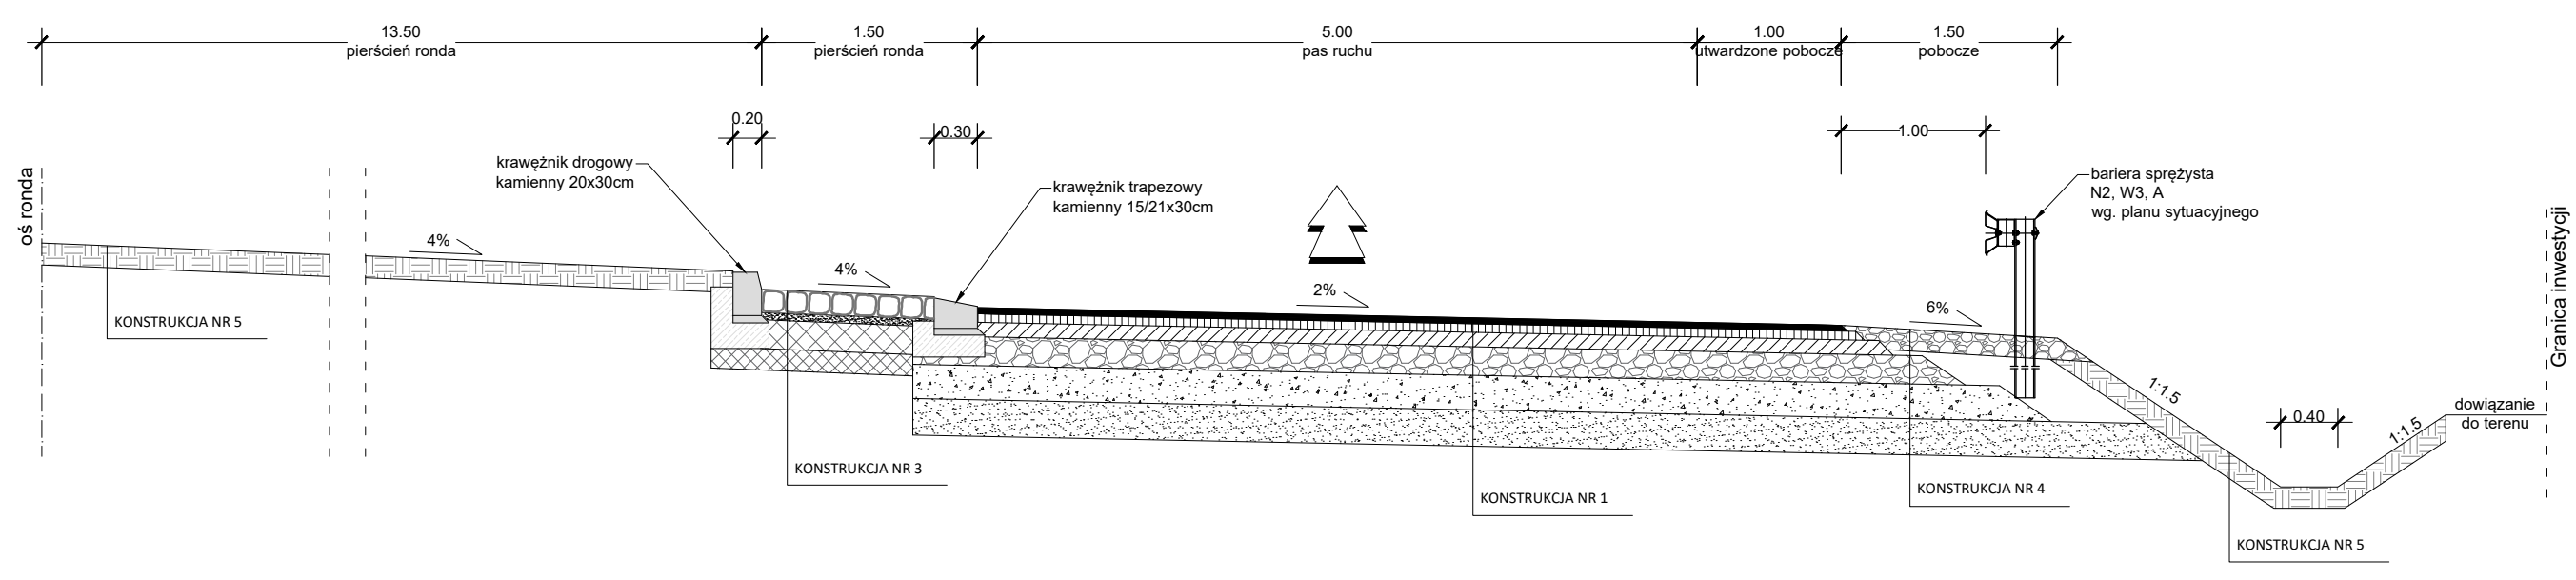 13.50
pierścień ronda
1.50
pierścień ronda
5.00
pas ruchu
1.00
utwardzone pobocze
1.50
pobocze
0.20
0.30
1.00
krawężnik drogowy
kamienny 20x30cm
krawężnik trapezowy
kamienny 15/21x30cm
bariera sprężysta
N2, W3, A
wg. planu sytuacyjnego
oś ronda
Granica inwestycji
4%
4%
2%
6%
KONSTRUKCJA NR 5
KONSTRUKCJA NR 3
KONSTRUKCJA NR 1
KONSTRUKCJA NR 4
1:1.5
0.40
1:1.5
dowiązanie
do terenu
KONSTRUKCJA NR 5